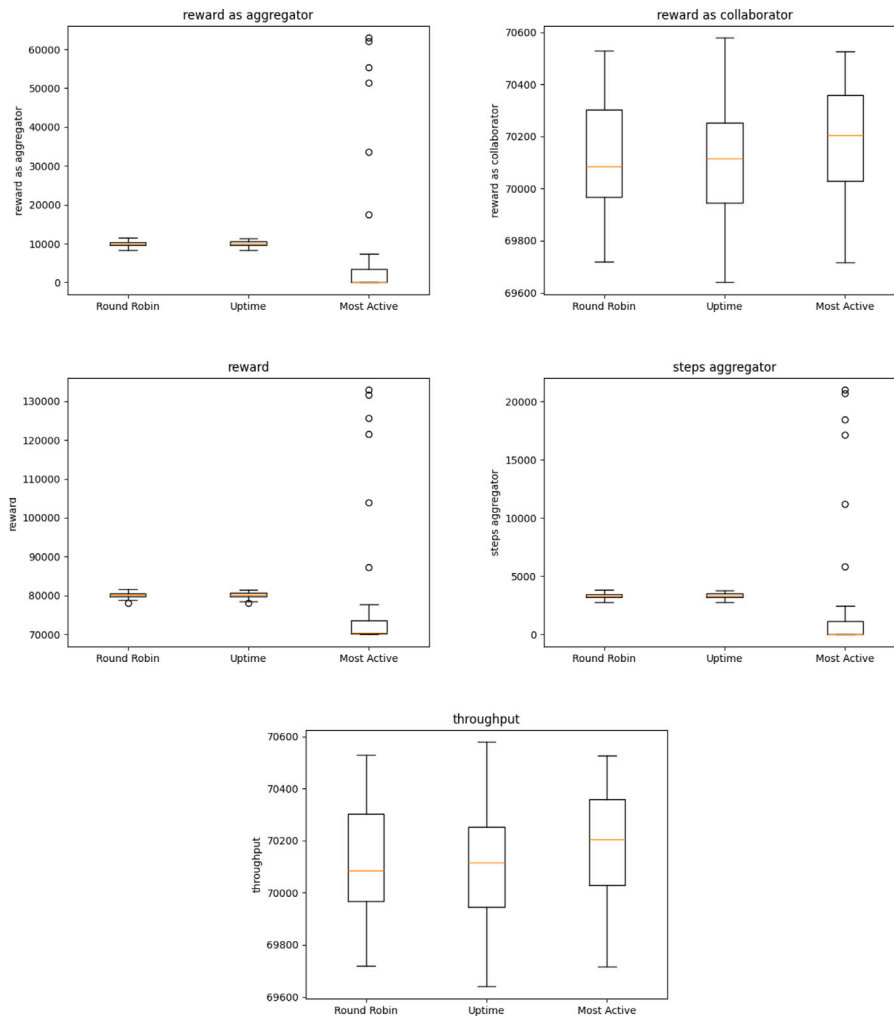 reward as aggregator
reward as aggregator
60000
50000
40000
30000
20000
10000
0
Round Robin
Uptime
Most Active
reward as collaborator
reward as collaborator
70600
70400
70200
70000
69800
69600
Round Robin
Uptime
Most Active
reward
reward
130000
120000
110000
100000
90000
80000
70000
Round Robin
Uptime
Most Active
steps aggregator
steps aggregator
20000
15000
10000
5000
0
Round Robin
Uptime
Most Active
throughput
throughput
70600
70400
70200
70000
69800
69600
Round Robin
Uptime
Most Active